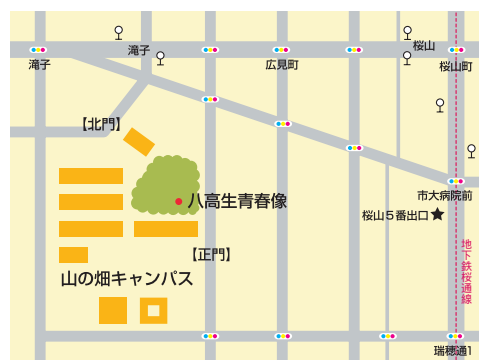 滝子
桜山
滝子
広見町
桜山町
【北門】
八高生青春像
市大病院前
桜山５番出口★
【正門】
地下鉄桜通線
山の畑キャンパス
瑞穂通1